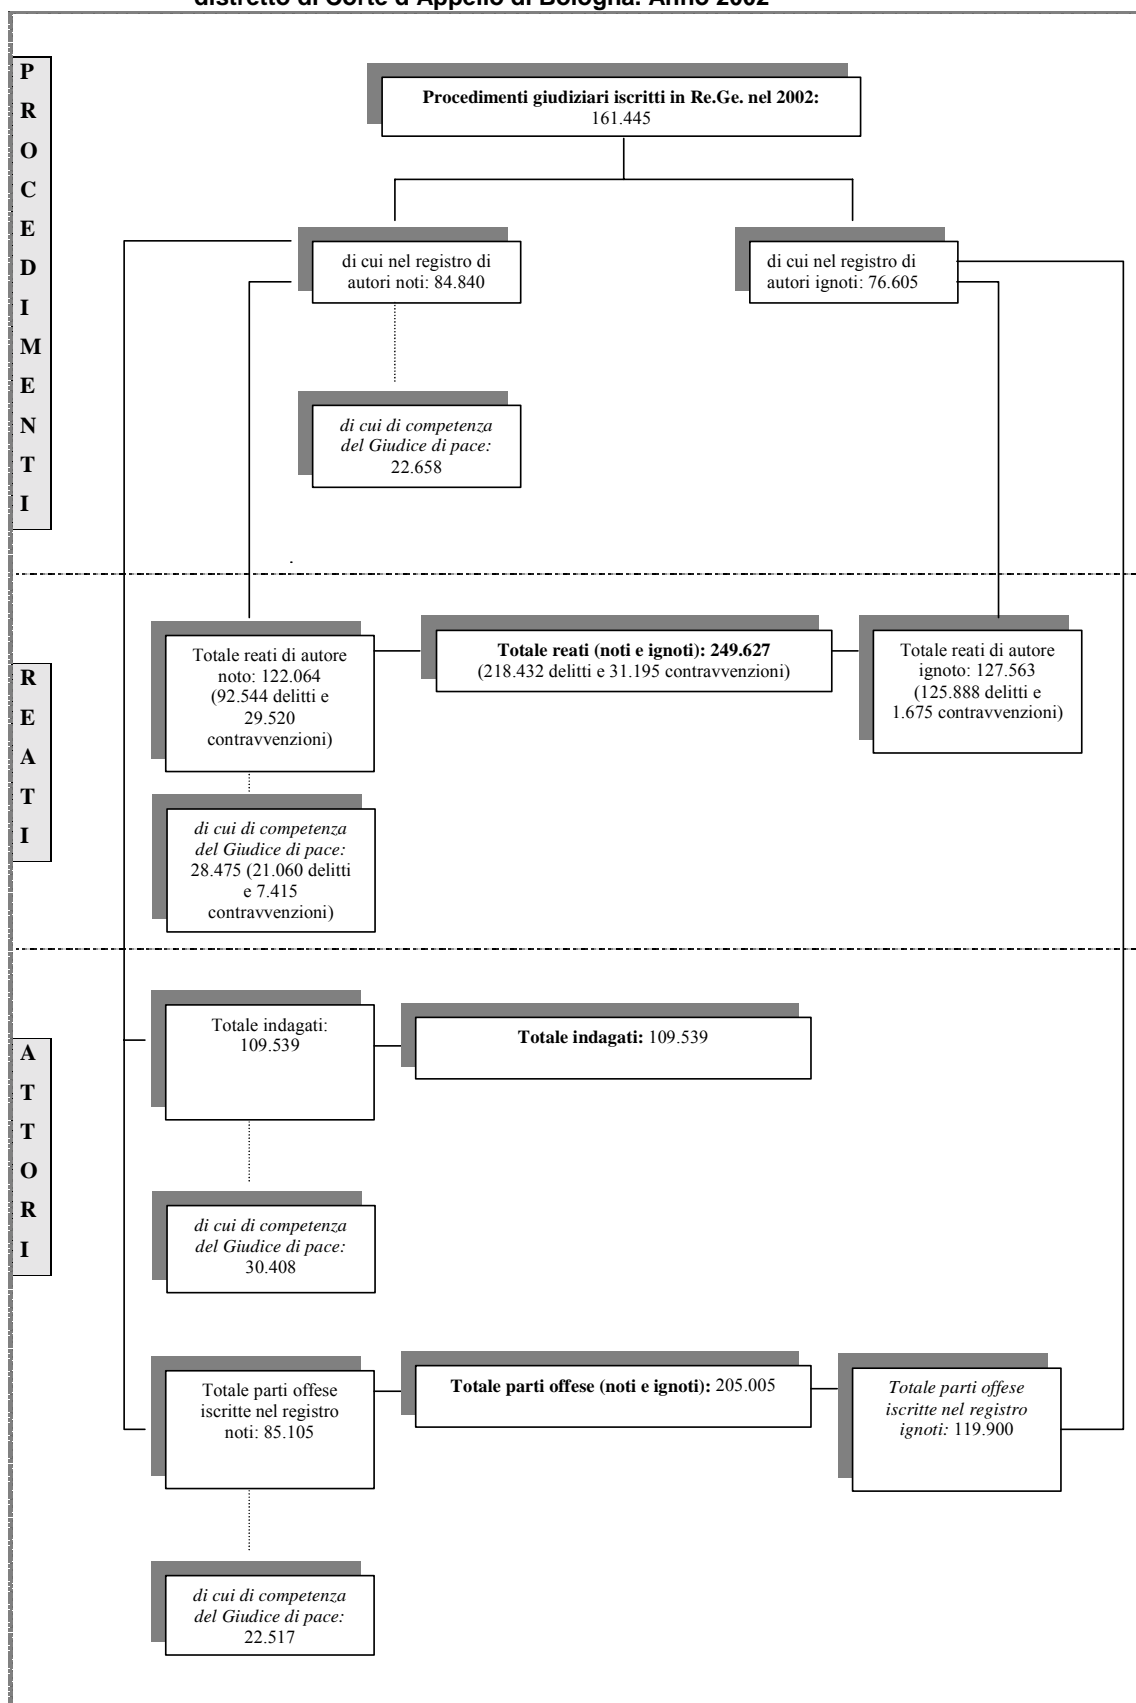 distretto di Corte d'Appello di Bologna. Anno 2002
P
R
O
C
E
D
I
M
E
N
T
I
Procedimenti giudiziari iscritti in Re.Ge. nel 2002:
161.445
di cui nel registro di
autori noti: 84.840
di cui nel registro di
autori ignoti: 76.605
di cui di competenza
del Giudice di pace:
22.658
.
R
E
A
T
I
Totale reati di autore
noto: 122.064
(92.544 delitti e
29.520
contravvenzioni)
Totale reati (noti e ignoti): 249.627
(218.432 delitti e 31.195 contravvenzioni)
Totale reati di autore
ignoto: 127.563
(125.888 delitti e
1.675 contravvenzioni)
di cui di competenza
del Giudice di pace:
28.475 (21.060 delitti
e 7.415
contravvenzioni)
A
T
T
O
R
I
Totale indagati:
109.539
Totale indagati: 109.539
di cui di competenza
del Giudice di pace:
30.408
Totale parti offese
iscritte nel registro
noti: 85.105
Totale parti offese (noti e ignoti): 205.005
Totale parti offese
iscritte nel registro
ignoti: 119.900
di cui di competenza
del Giudice di pace:
22.517